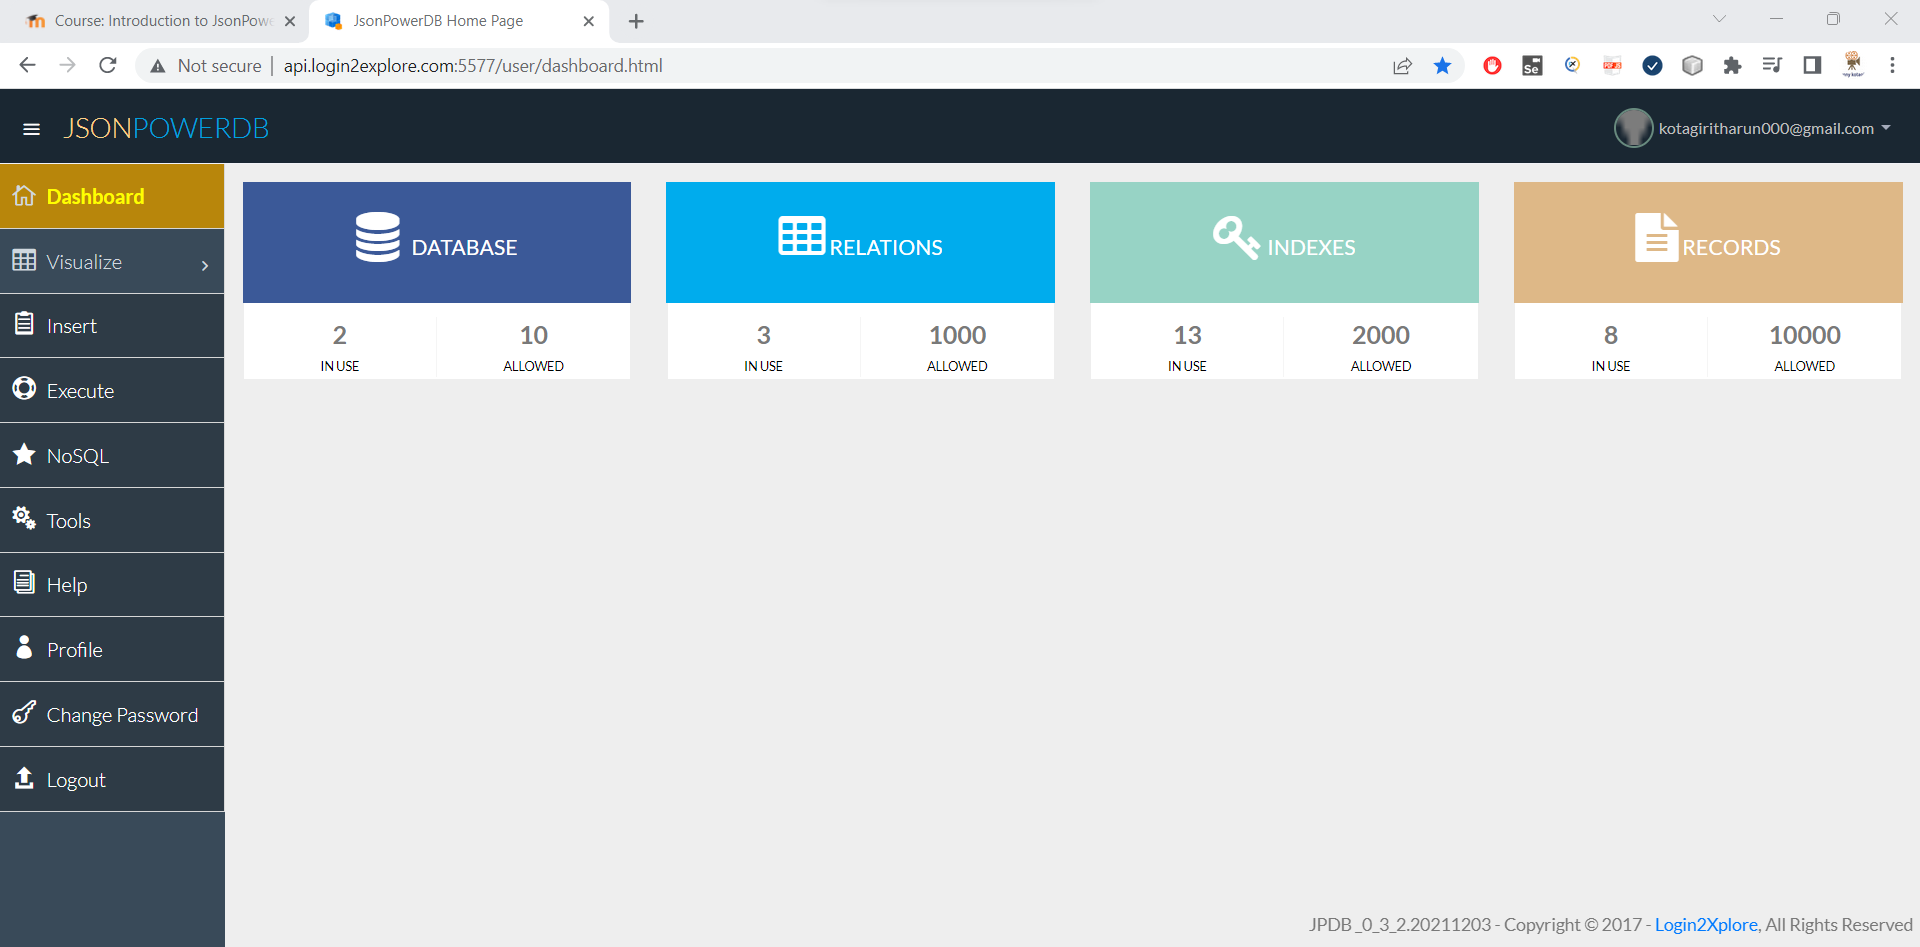 Course: Introduction to JsonPow
JsonPowerDB Home Page
Not secure | api.login2explore.com:5577/user/dashboard.html
JSONPOWERDB
kotagiritharun000@gmail.com
Dashboard
Visualize
Insert
Execute
NoSQL
Tools
Help
Profile
Change Password
Logout
DATABASE
2
IN USE
10
ALLOWED
RELATIONS
3
IN USE
1000
ALLOWED
INDEXES
13
IN USE
2000
ALLOWED
RECORDS
8
IN USE
10000
ALLOWED
JPDB_0_3_2.20211203 - Copyright © 2017 - Login2Xplore, All Rights Reserved